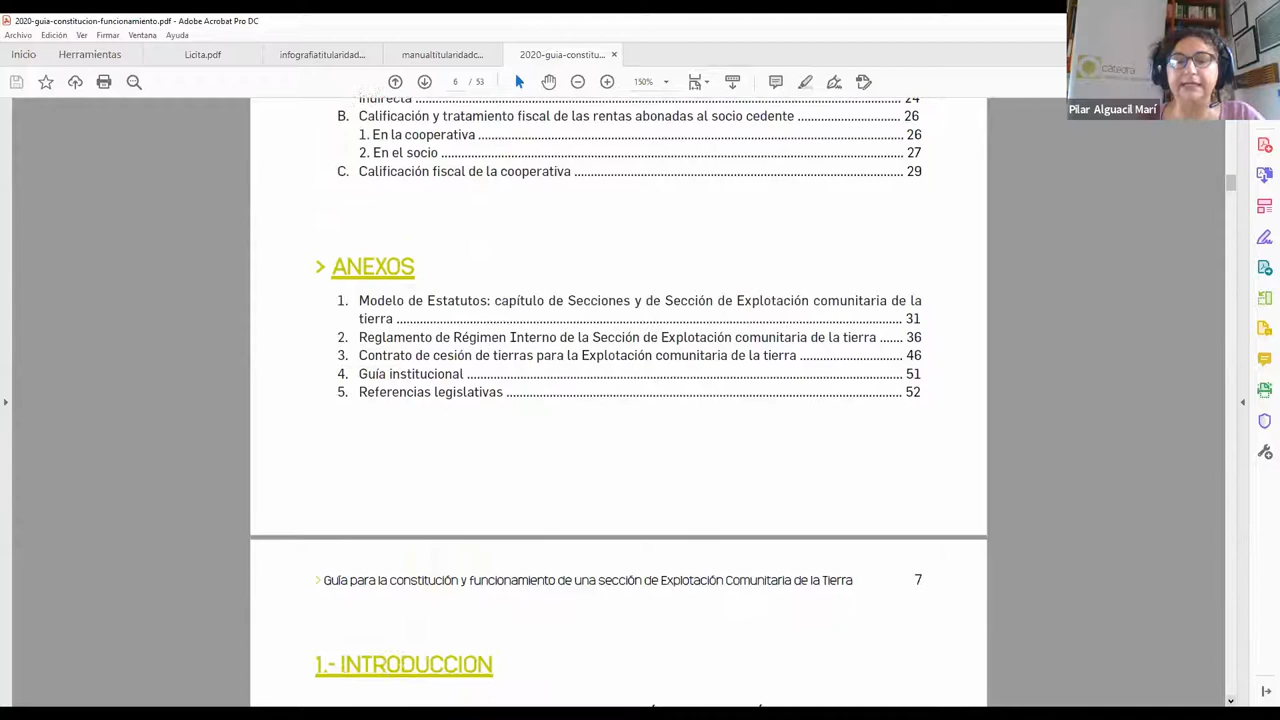 2020-guia-constitucion-funcionamiento.pdf - Adobe Acrobat Pro DC
Archivo Edición Ver Firmar Ventana Ayuda
Inicio Herramientas Licita.pdf infografiatitularidad... manualtitularidadc... 2020-guia-constitu... ×
6 / 53 150%
cátedra
Pilar Alguacil Marí
indirecta 24
B. Calificación y tratamiento fiscal de las rentas abonadas al socio cedente 26
1. En la cooperativa 26
2. En el socio 27
C. Calificación fiscal de la cooperativa 29
> ANEXOS
1. Modelo de Estatutos: capítulo de Secciones y de Sección de Explotación comunitaria de la
tierra 31
2. Reglamento de Régimen Interno de la Sección de Explotación comunitaria de la tierra 36
3. Contrato de cesión de tierras para la Explotación comunitaria de la tierra 46
4. Guía institucional 51
5. Referencias legislativas 52
> Guía para la constitución y funcionamiento de una sección de Explotación Comunitaria de la Tierra 7
1.- INTRODUCCION